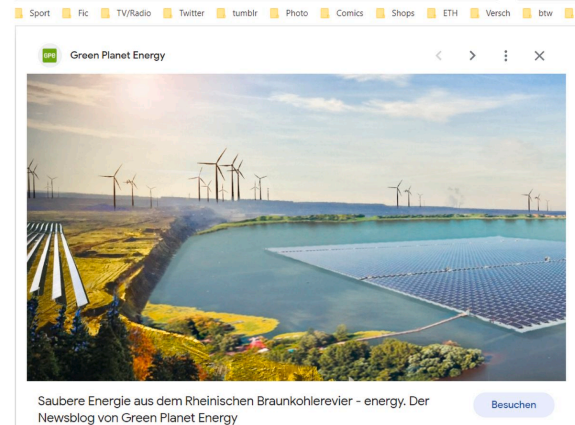 Sport Fic TV/Radio Twitter tumblr Photo Comics Shops ETH Versch btw
GPE Green Planet Energy
Saubere Energie aus dem Rheinischen Braunkohlerevier - energy. Der
Newsblog von Green Planet Energy
Besuchen